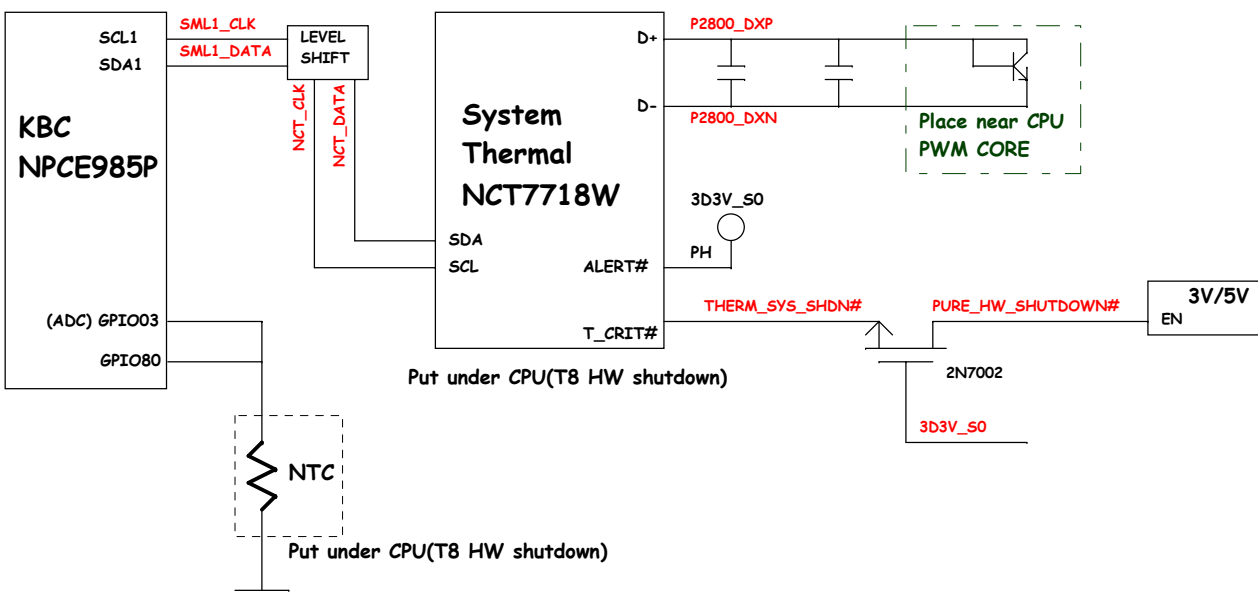 SML1_CLK
SCL1
SML1_DATA
SDA1
LEVEL
SHIFT
NCT_CLK
NCT_DATA
KBC
NPCE985P
(ADC) GPIO03
GPIO80
NTC
Put under CPU(T8 HW shutdown)
System
Thermal
NCT7718W
D+
D-
SDA
SCL
ALERT#
T_CRIT#
Put under CPU(T8 HW shutdown)
P2800_DXP
P2800_DXN
Place near CPU
PWM CORE
3D3V_S0
PH
THERM_SYS_SHDN#
PURE_HW_SHUTDOWN#
3V/5V
EN
2N7002
3D3V_S0